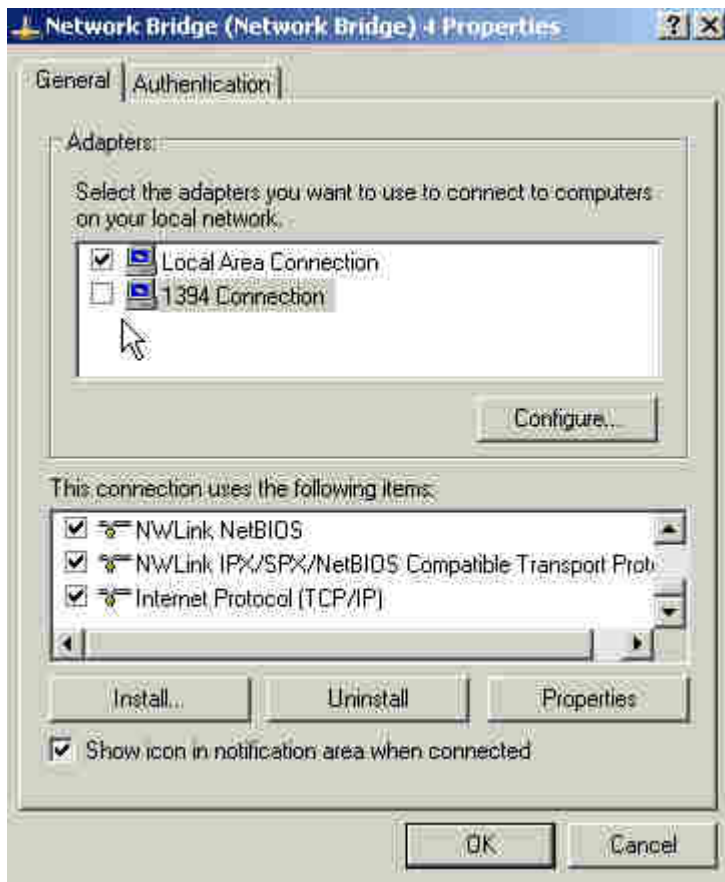 Network Bridge (Network Bridge) 4 Properties
General
Authentication
Adapters:
Select the adapters you want to use to connect to computers
on your local network.
Local Area Connection
1394 Connection
Configure...
This connection uses the following items:
NWLink NetBIOS
NWLink IPX/SPX/NetBIOS Compatible Transport Prot
Internet Protocol (TCP/IP)
Install...
Uninstall
Properties
Show icon in notification area when connected
OK
Cancel